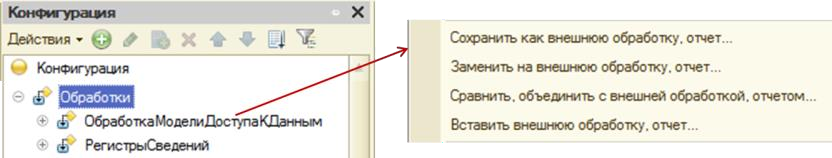 Конфигурация
Действия
Конфигурация
Обработки
ОбработкаМоделиДоступаКДанным
РегистрыСведений
Сохранить как внешнюю обработку, отчет...
Заменить на внешнюю обработку, отчет...
Сравнить, объединить с внешней обработкой, отчетом...
Вставить внешнюю обработку, отчет...